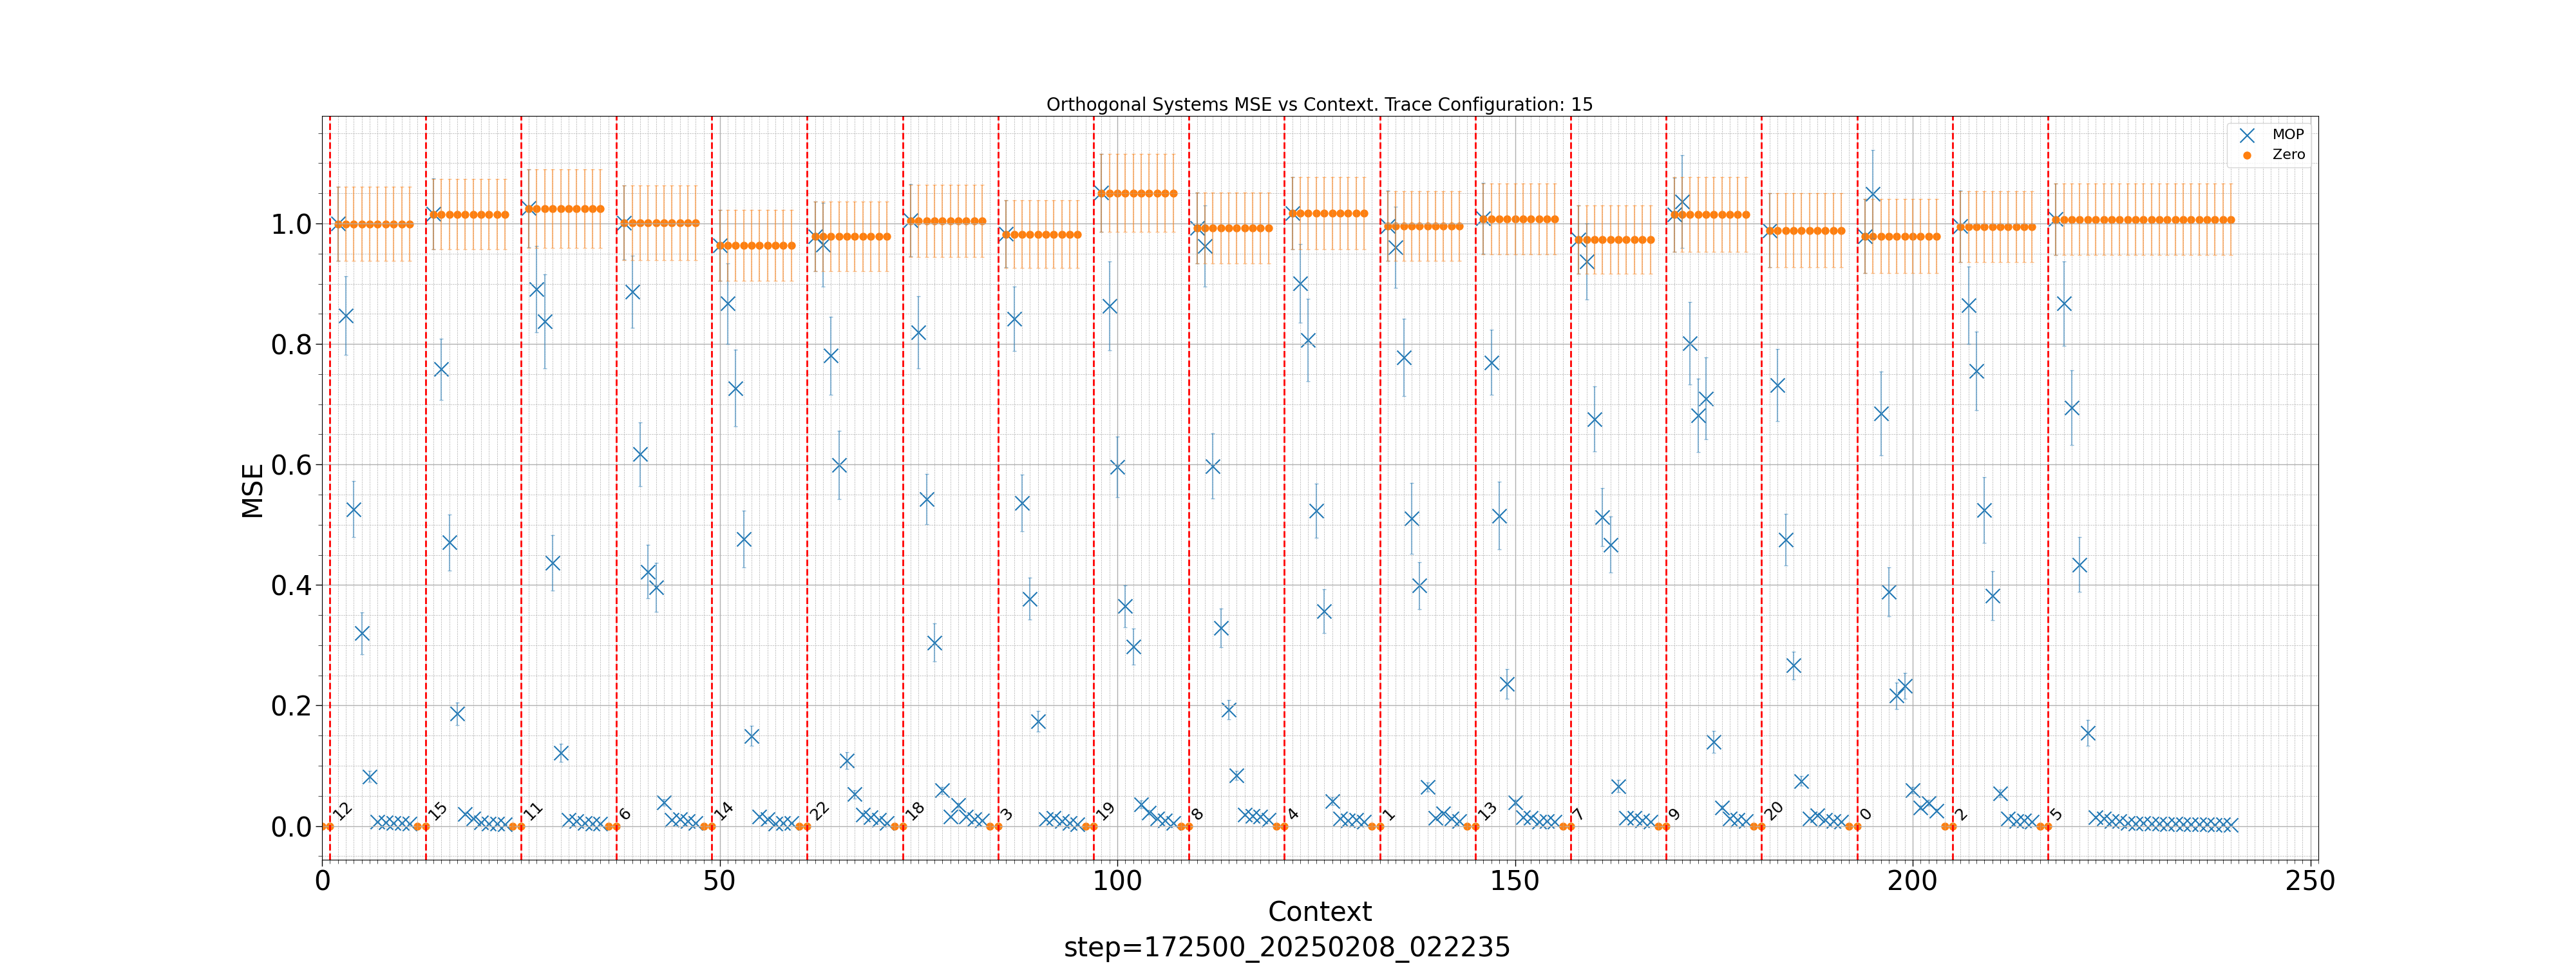 Orthogonal Systems MSE vs Context. Trace Configuration: 15
MOP
Zero
MSE
1.0
0.8
0.6
0.4
0.2
0.0
12 15 11 6 14 22 18 3 19 8 4 1 13 7 9 20 0 2 5
0 50 100 150 200 250
Context
step=172500_20250208_022235